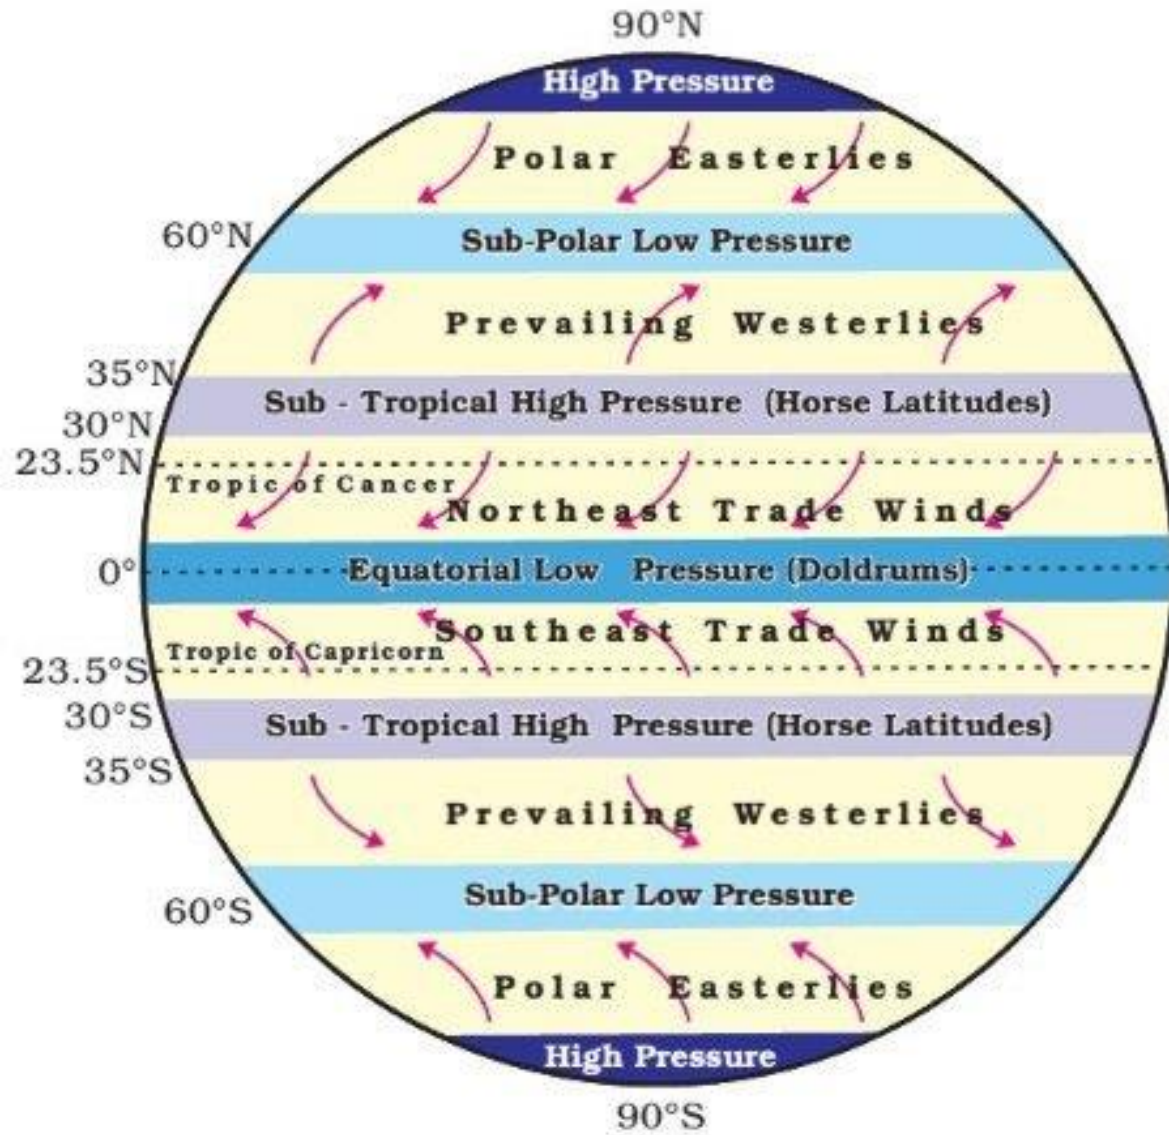 90°N
High Pressure
Polar Easterlies
60°N
Sub-Polar Low Pressure
Prevailing Westerlies
35°N
Sub - Tropical High Pressure (Horse Latitudes)
30°N
23.5°N
Tropic of Cancer
Northeast Trade Winds
0°
Equatorial Low Pressure (Doldrums)
Southeast Trade Winds
Tropic of Capricorn
23.5°S
30°S
Sub - Tropical High Pressure (Horse Latitudes)
35°S
Prevailing Westerlies
Sub-Polar Low Pressure
60°S
Polar Easterlies
High Pressure
90°S